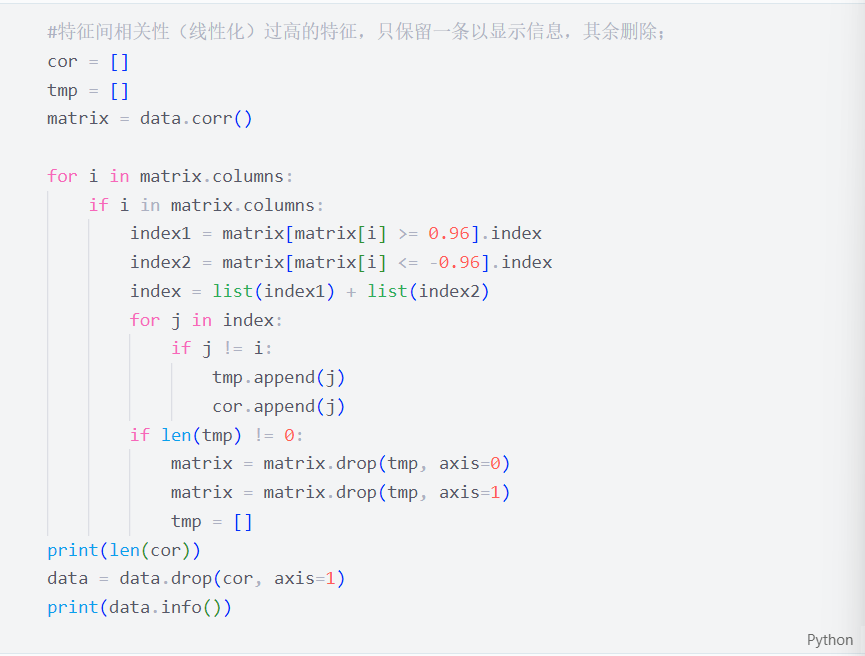 #特征间相关性（线性化）过高的特征，只保留一条以显示信息，其余删除；
cor = []
tmp = []
matrix = data.corr()

for i in matrix.columns:
    if i in matrix.columns:
        index1 = matrix[matrix[i] >= 0.96].index
        index2 = matrix[matrix[i] <= -0.96].index
        index = list(index1) + list(index2)
        for j in index:
            if j != i:
                tmp.append(j)
                cor.append(j)
        if len(tmp) != 0:
            matrix = matrix.drop(tmp, axis=0)
            matrix = matrix.drop(tmp, axis=1)
            tmp = []
print(len(cor))
data = data.drop(cor, axis=1)
print(data.info())
Python